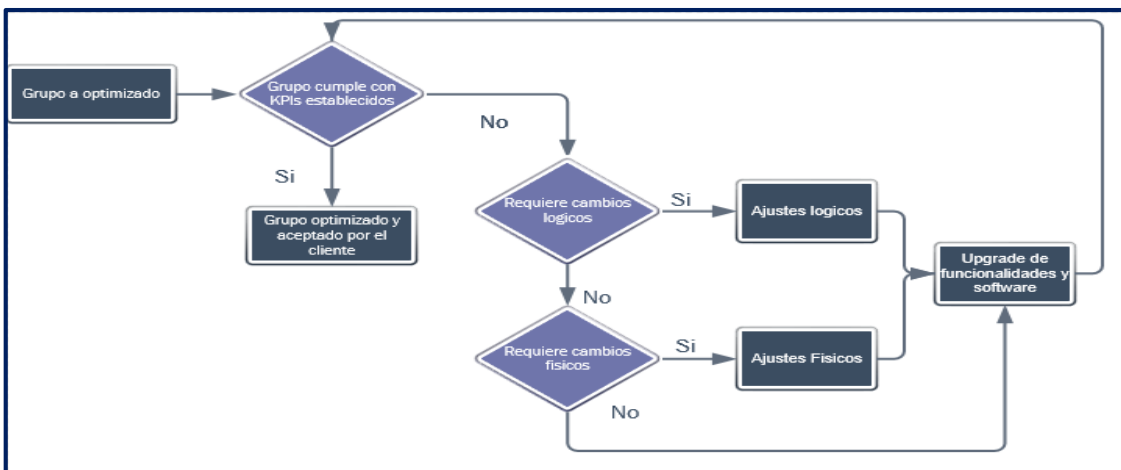 Grupo a optimizado
Grupo cumple con
KPIs establecidos
No
Si
Grupo optimizado y
aceptado por el
cliente
Requiere cambios
logicos
Si
Ajustes logicos
Upgrade de
funcionalidades y
software
No
Requiere cambios
fisicos
Si
Ajustes Fisicos
No